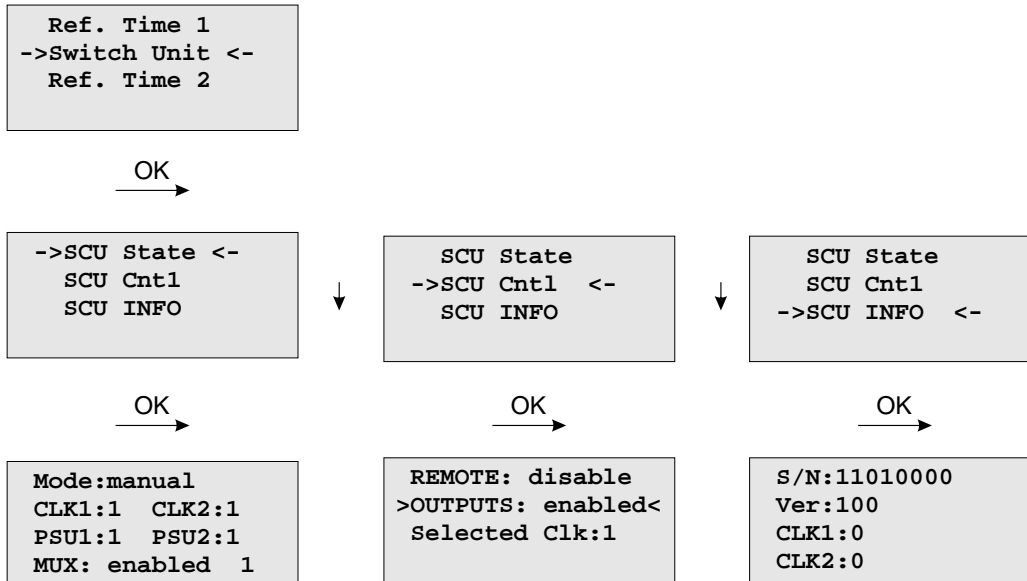 Ref. Time 1
->Switch Unit <-
Ref. Time 2
OK
->SCU State <-
SCU Cnt1
SCU INFO
SCU State
->SCU Cntl <-
SCU INFO
SCU State
SCU Cnt1
->SCU INFO <-
OK
OK
OK
Mode:manual
CLK1:1 CLK2:1
PSU1:1 PSU2:1
MUX: enabled 1
REMOTE: disable
>OUTPUTS: enabled<
Selected Clk:1
S/N:11010000
Ver:100
CLK1:0
CLK2:0